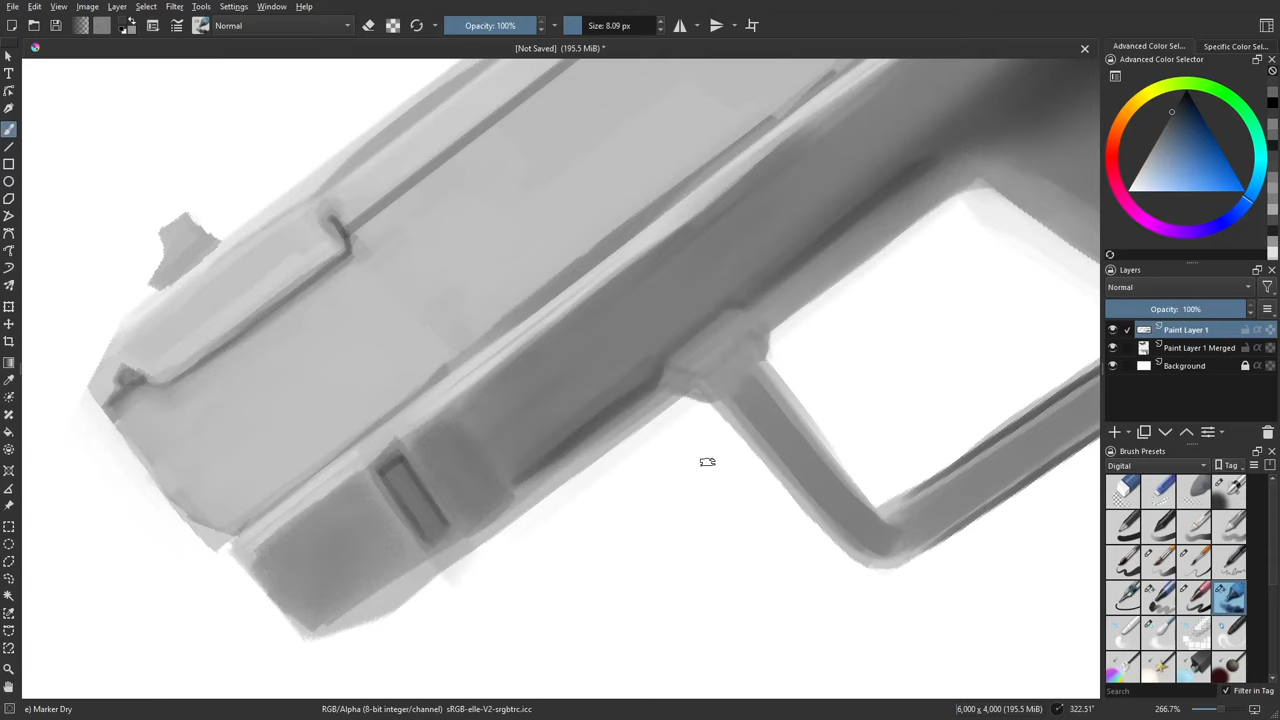 File Edit View Image Layer Select Filter Tools Settings Window Help
Normal Opacity: 100% Size: 8.09 px
[Not Saved] (195.5 MiB) *
Advanced Color Sel... Specific Color Sel...
Advanced Color Selector
Layers
Normal
Opacity: 100%
Paint Layer 1
Paint Layer 1 Merged
Background
Brush Presets
Digital Tag
Search Filter in Tag
e) Marker Dry RGB/Alpha (8-bit integer/channel) sRGB-elle-V2-srgbtrc.icc 6,000 x 4,000 (195.5 MiB) 322.51° 266.7%